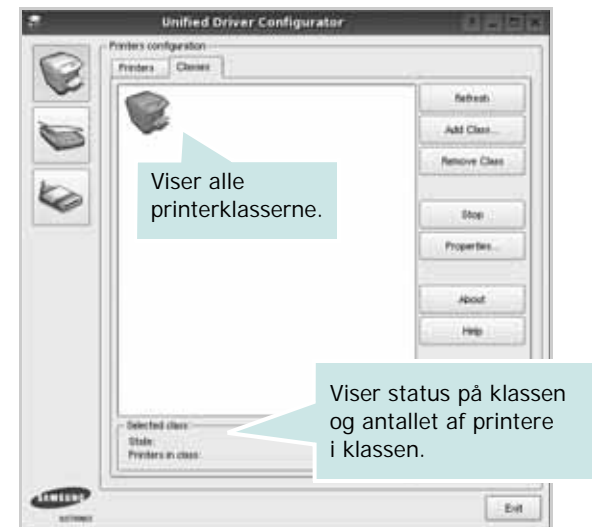 Unified Driver Configurator
Printers configuration
Printers Classes
Refresh
Add Class...
Remove Class
Viser alle
printerklasserne.
Stop
Properties...
About
Help
Viser status på klassen
og antallet af printere
i klassen.
Selected class:
State:
Printers in class:
SAMSUNG
ELECTRONICS
Exit